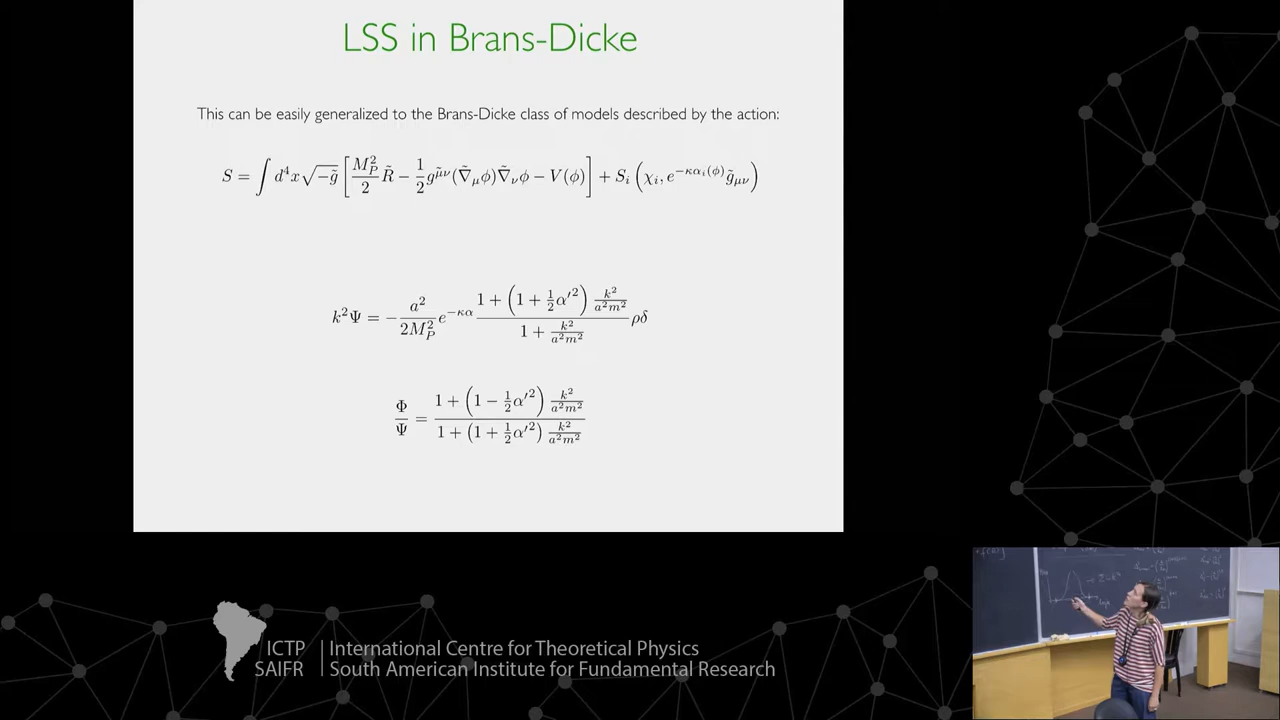 LSS in Brans-Dicke
This can be easily generalized to the Brans-Dicke class of models described by the action:
$S = \int d^4x \sqrt{-\tilde{g}} \left[ \frac{M_P^2}{2} \tilde{R} - \frac{1}{2} g^{\tilde{\mu}\nu} (\tilde{\nabla}_\mu \phi) \tilde{\nabla}_\nu \phi - V(\phi) \right] + S_i \left( \chi_i, e^{-\kappa\alpha_i(\phi)} \tilde{g}_{\mu\nu} \right)$
$k^2 \Psi = -\frac{a^2}{2M_P^2} e^{-\kappa\alpha} \frac{1 + \left(1 + \frac{1}{2}\alpha'^2\right) \frac{k^2}{a^2m^2}}{1 + \frac{k^2}{a^2m^2}} \rho\delta$
$\frac{\Phi}{\Psi} = \frac{1 + \left(1 - \frac{1}{2}\alpha'^2\right) \frac{k^2}{a^2m^2}}{1 + \left(1 + \frac{1}{2}\alpha'^2\right) \frac{k^2}{a^2m^2}}$
ICTP | International Centre for Theoretical Physics
SAIFR | South American Institute for Fundamental Research